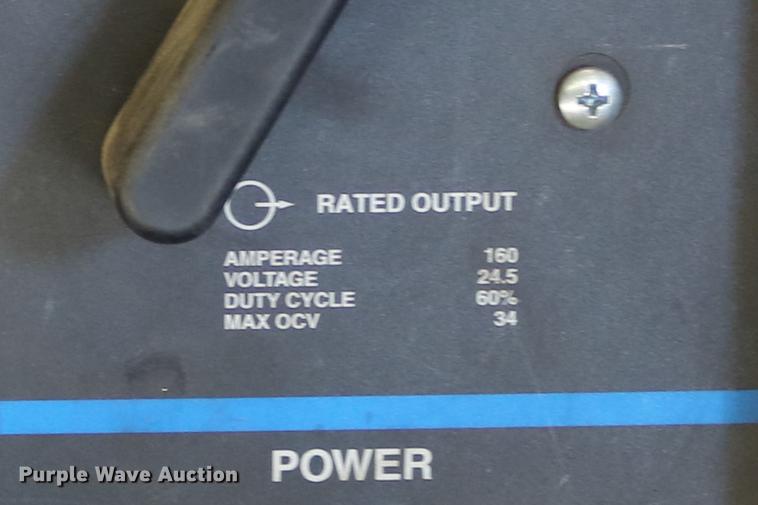 RATED OUTPUT
AMPERAGE 160
VOLTAGE 24.5
DUTY CYCLE 60%
MAX OCV 34
POWER
Purple Wave Auction